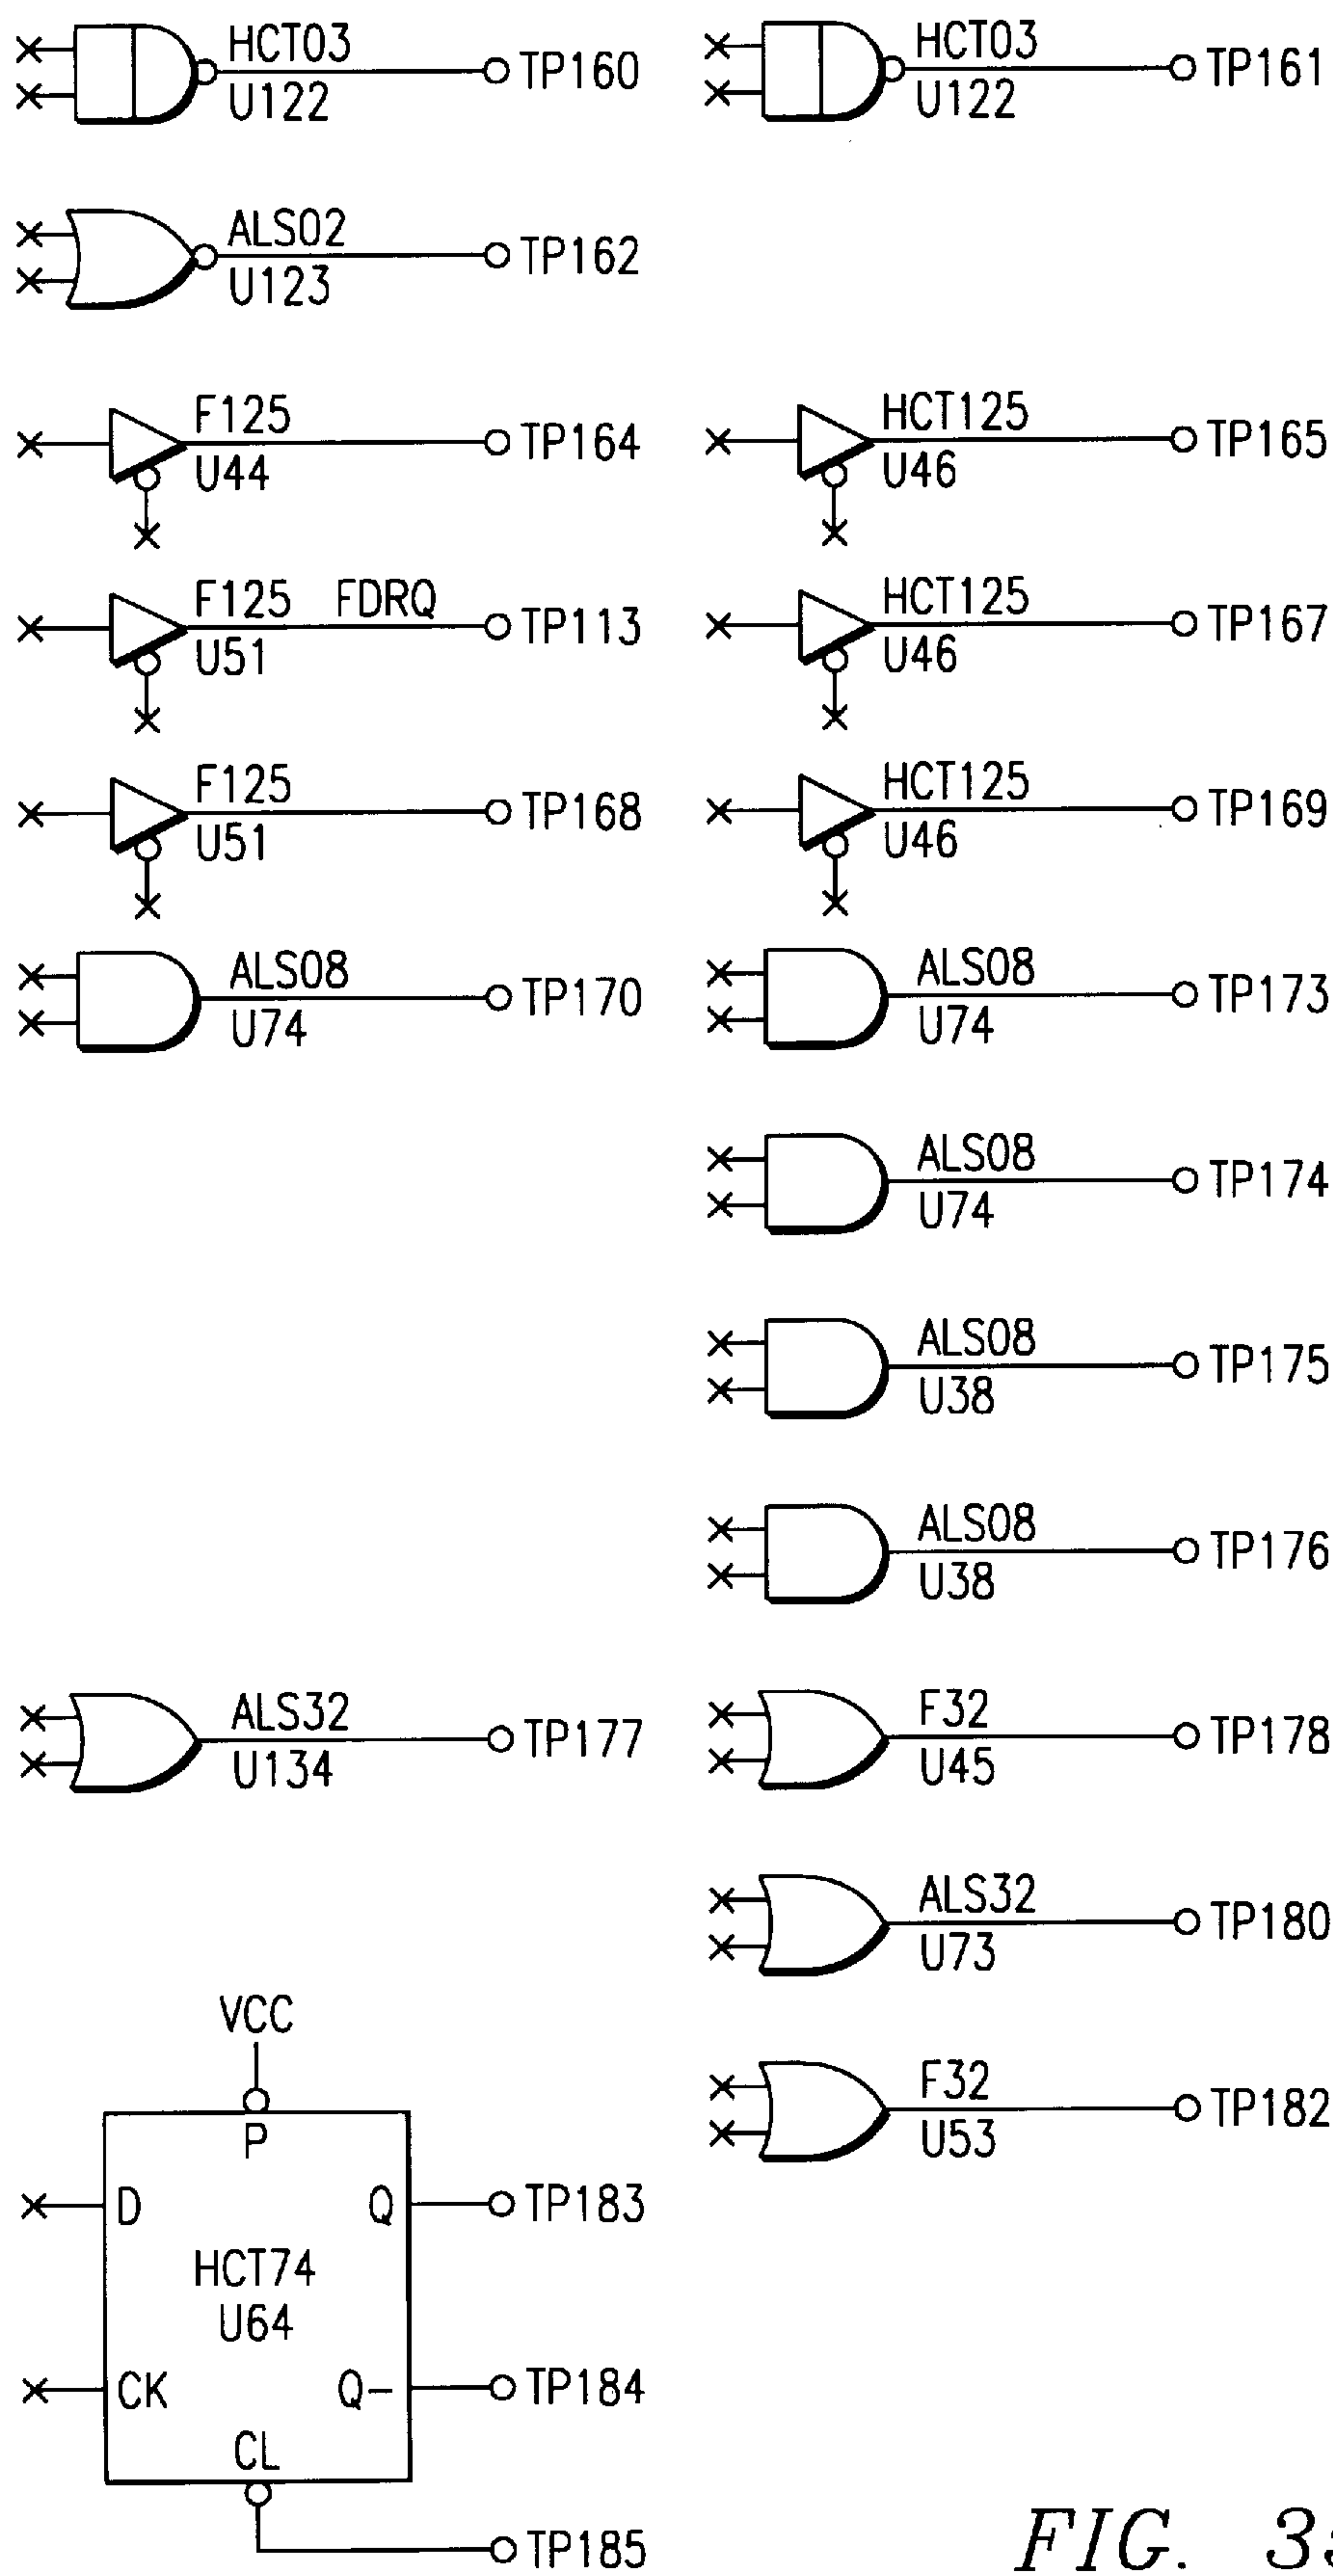 HCT03 TP160
U122
HCT03 TP161
U122
ALS02 TP162
U123
F125 TP164
U44
HCT125 TP165
U46
F125 FDRQ TP113
U51
HCT125 TP167
U46
F125 TP168
U51
HCT125 TP169
U46
ALS08 TP170
U74
ALS08 TP173
U74
ALS08 TP174
U74
ALS08 TP175
U38
ALS08 TP176
U38
ALS32 TP177
U134
F32 TP178
U45
ALS32 TP180
U73
F32 TP182
U53
VCC
P
D Q TP183
HCT74
U64
CK Q- TP184
CL
TP185
FIG.